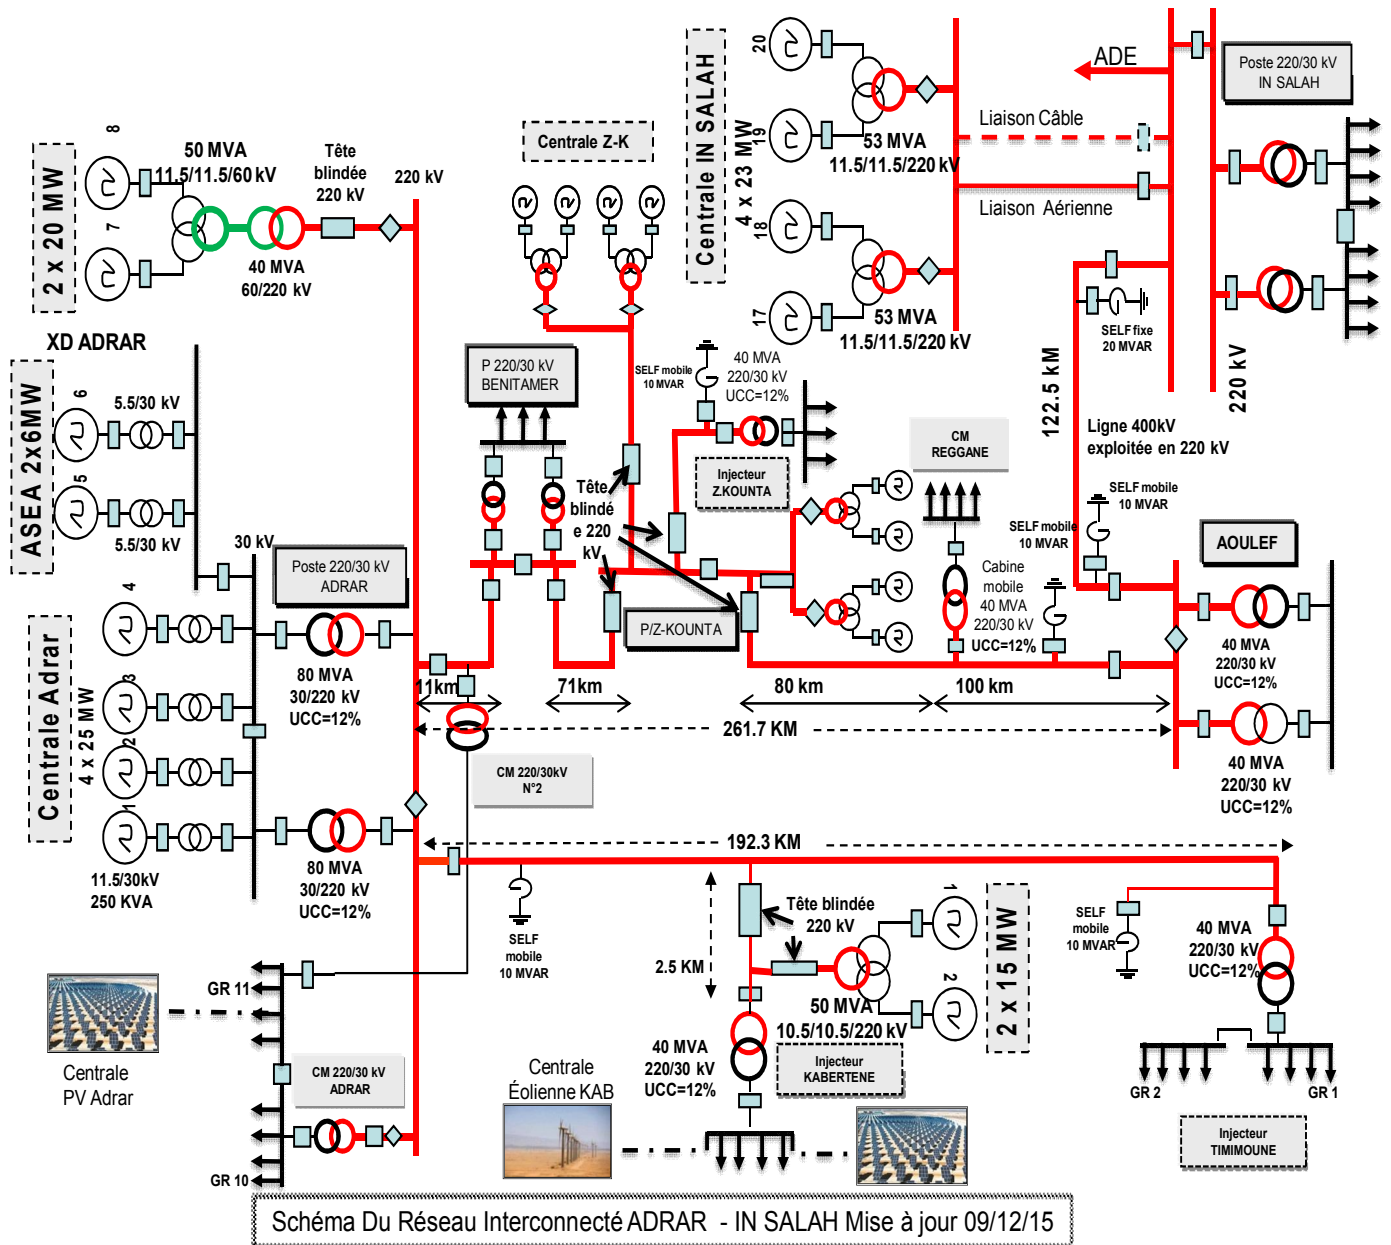 2 x 20 MW
8
7
50 MVA
11.5/11.5/60 kV
Tête
blindée
220 kV
220 kV
40 MVA
60/220 kV
XD ADRAR
Centrale Z-K
Centrale IN SALAH
4 x 23 MW
20
19
18
17
53 MVA
11.5/11.5/220 kV
53 MVA
11.5/11.5/220 kV
ADE
Liaison Câble
Liaison Aérienne
Poste 220/30 kV
IN SALAH
SELF fixe
20 MVAR
220 kV
122.5 kM
Ligne 400kV
exploitée en 220 kV
ASEA 2x6MW
6
5
5.5/30 kV
5.5/30 kV
30 kV
P 220/30 kV
BENITAMER
SELF mobile
10 MVAR
40 MVA
220/30 kV
UCC=12%
Injecteur
Z.KOUNTA
CM
REGGANE
Tête
blindé
e 220
kV
P/Z-KOUNTA
Cabine
mobile
40 MVA
220/30 kV
UCC=12%
SELF mobile
10 MVAR
SELF mobile
10 MVAR
AOULEF
40 MVA
220/30 kV
UCC=12%
40 MVA
220/30 kV
UCC=12%
Poste 220/30 kV
ADRAR
Centrale Adrar
4 x 25 MW
4
3
2
1
80 MVA
30/220 kV
UCC=12%
80 MVA
30/220 kV
UCC=12%
11.5/30kV
250 KVA
11km
71km
80 km
100 km
261.7 KM
CM 220/30kV
N°2
192.3 KM
SELF
mobile
10 MVAR
2.5 KM
Tête blindée
220 kV
1
2
2 x 15 MW
50 MVA
10.5/10.5/220 kV
40 MVA
220/30 kV
UCC=12%
Injecteur
KABERTENE
SELF
mobile
10 MVAR
40 MVA
220/30 kV
UCC=12%
GR 2
GR 1
Injecteur
TIMIMOUNE
GR 11
Centrale
PV Adrar
CM 220/30 kV
ADRAR
GR 10
Centrale
Éolienne KAB
Schéma Du Réseau Interconnecté ADRAR - IN SALAH Mise à jour 09/12/15